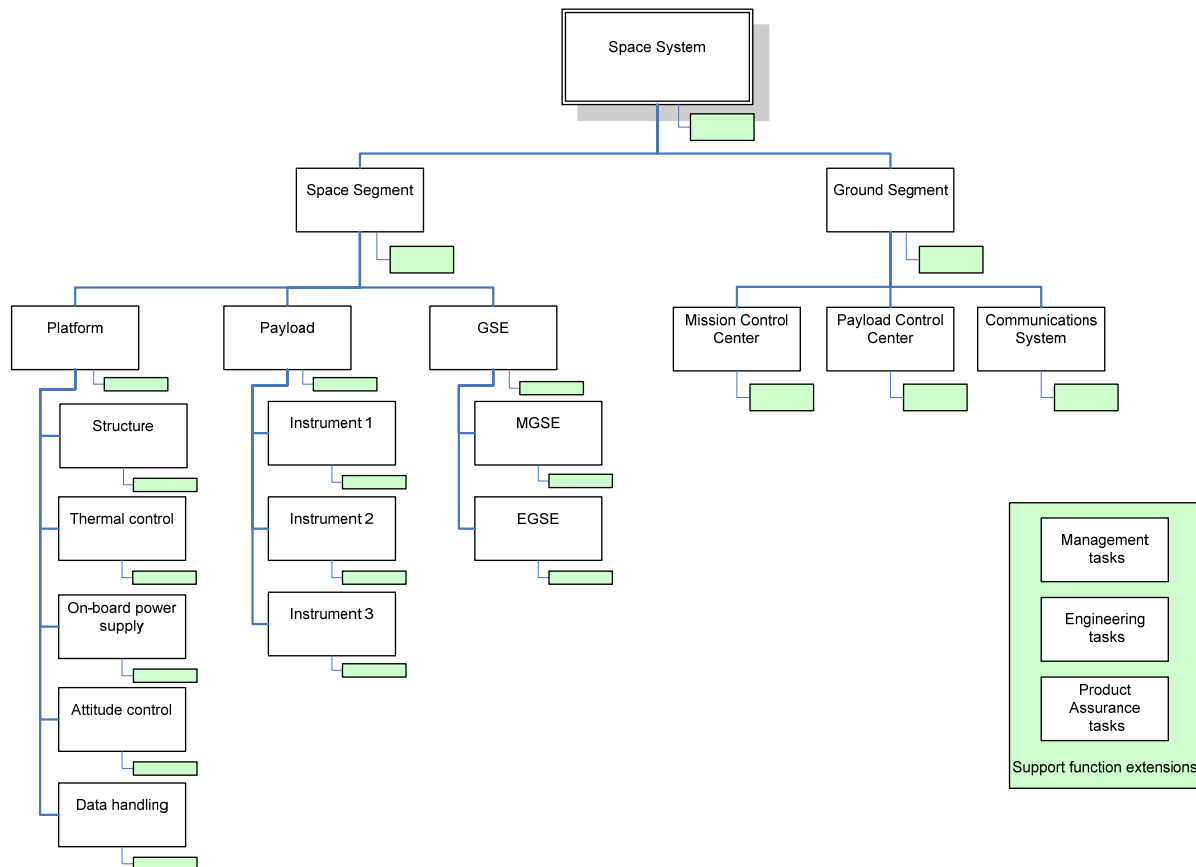 Space System
Space Segment
Ground Segment
Platform
Payload
GSE
Mission Control
Center
Payload Control
Center
Communications
System
Structure
Instrument 1
MGSE
Thermal control
Instrument 2
EGSE
On-board power
supply
Instrument 3
Attitude control
Data handling
Management
tasks
Engineering
tasks
Product
Assurance
tasks
Support function extensions